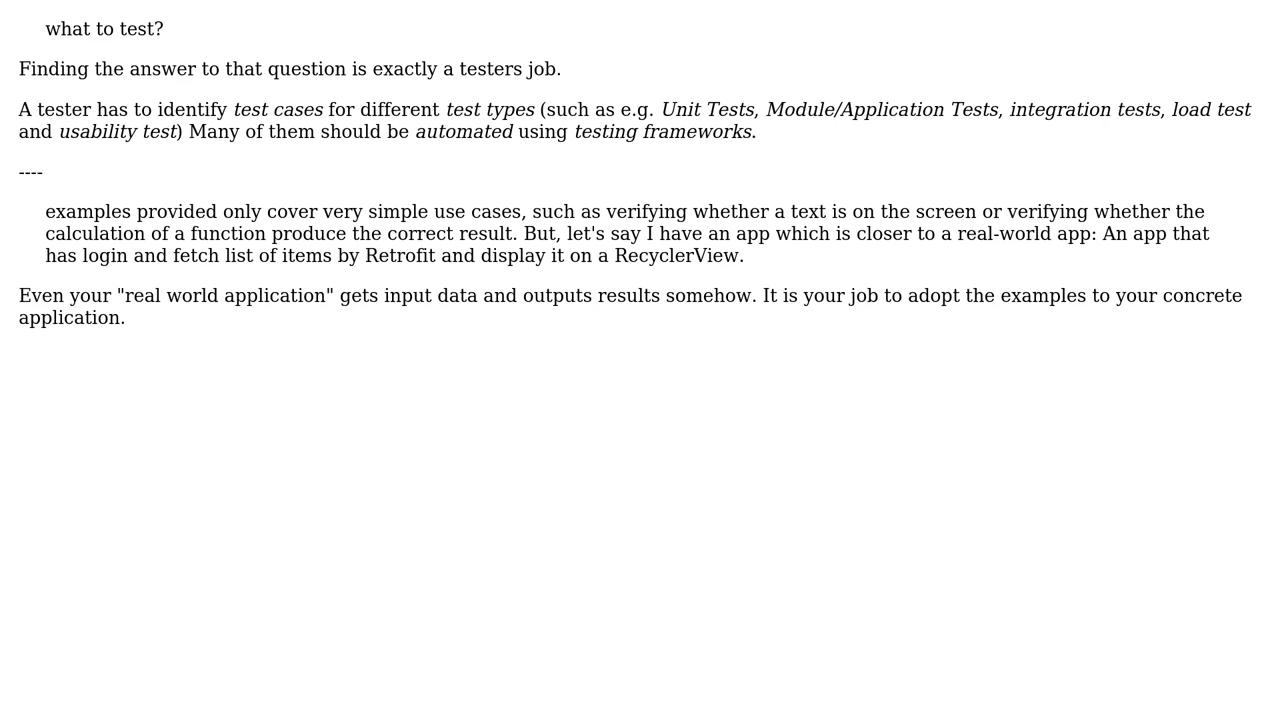 what to test?
Finding the answer to that question is exactly a testers job.
A tester has to identify test cases for different test types (such as e.g. Unit Tests, Module/Application Tests, integration tests, load test
and usability test) Many of them should be automated using testing frameworks.
----
examples provided only cover very simple use cases, such as verifying whether a text is on the screen or verifying whether the
calculation of a function produce the correct result. But, let's say I have an app which is closer to a real-world app: An app that
has login and fetch list of items by Retrofit and display it on a RecyclerView.
Even your "real world application" gets input data and outputs results somehow. It is your job to adopt the examples to your concrete
application.